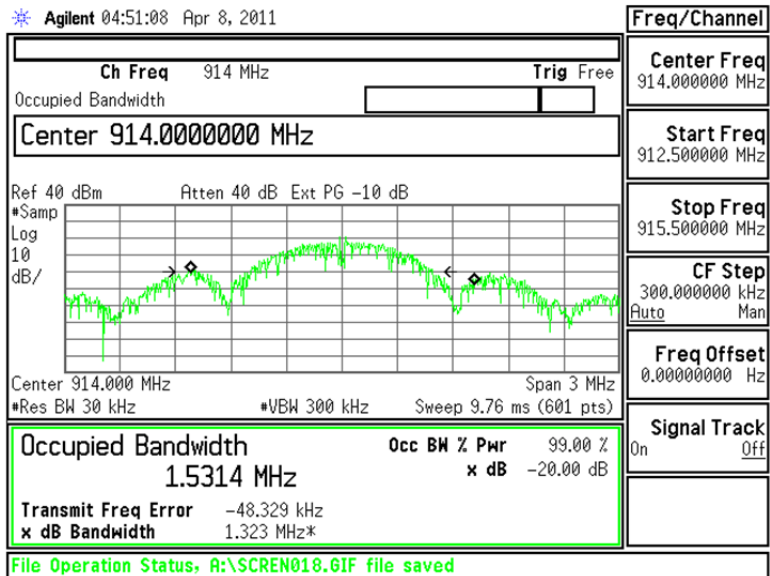 Agilent 04:51:08 Apr 8, 2011
Freq/Channel
Ch Freq 914 MHz Trig Free
Occupied Bandwidth
Center 914.0000000 MHz
Ref 40 dBm Atten 40 dB Ext PG -10 dB
#Samp
Log
10
dB/
Center 914.000 MHz Span 3 MHz
#Res BW 30 kHz #VBW 300 kHz Sweep 9.76 ms (601 pts)
Occupied Bandwidth Occ BW % Pwr 99.00 %
1.5314 MHz x dB -20.00 dB
Transmit Freq Error -48.329 kHz
x dB Bandwidth 1.323 MHz*
File Operation Status, A:\SCREN018.GIF file saved
Center Freq
914.000000 MHz
Start Freq
912.500000 MHz
Stop Freq
915.500000 MHz
CF Step
300.000000 kHz
Auto Man
Freq Offset
0.00000000 Hz
Signal Track
On Off